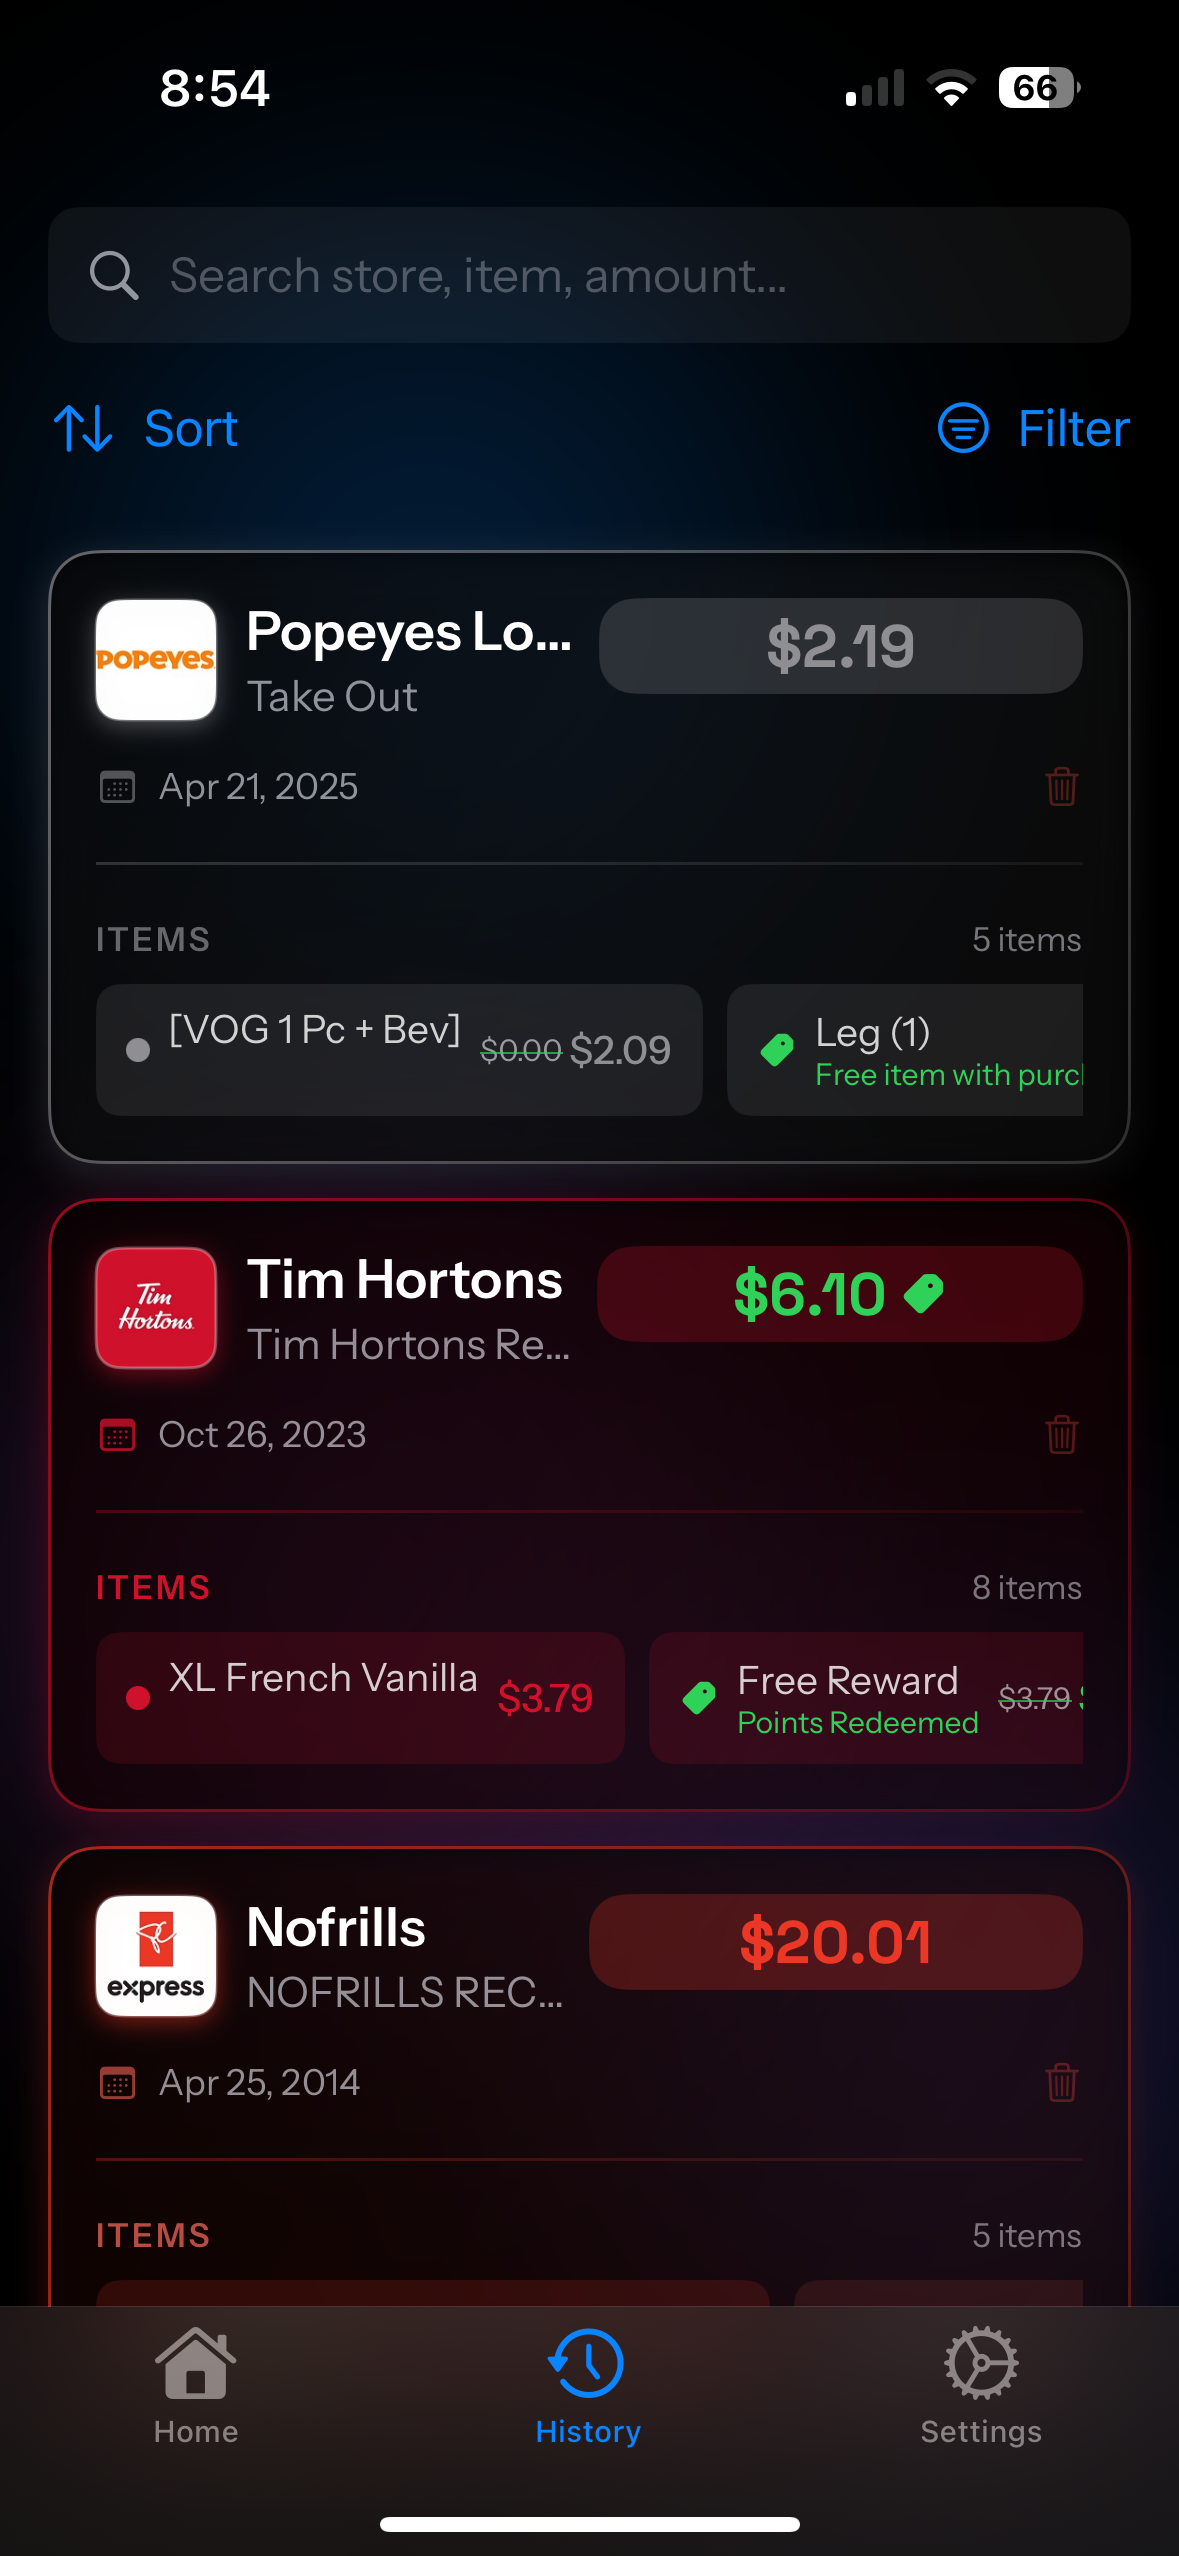 8:54
66
Search store, item, amount...
Sort
Filter
POPEYES
Popeyes Lo...
$2.19
Take Out
Apr 21, 2025
ITEMS
5 items
[VOG 1 Pc + Bev]
$0.00 $2.09
Leg (1)
Free item with purcl
Tim Hortons
Tim Hortons
$6.10
Tim Hortons Re...
Oct 26, 2023
ITEMS
8 items
XL French Vanilla
$3.79
Free Reward
Points Redeemed
$3.79
express
Nofrills
$20.01
NOFRILLS REC...
Apr 25, 2014
ITEMS
5 items
Home
History
Settings